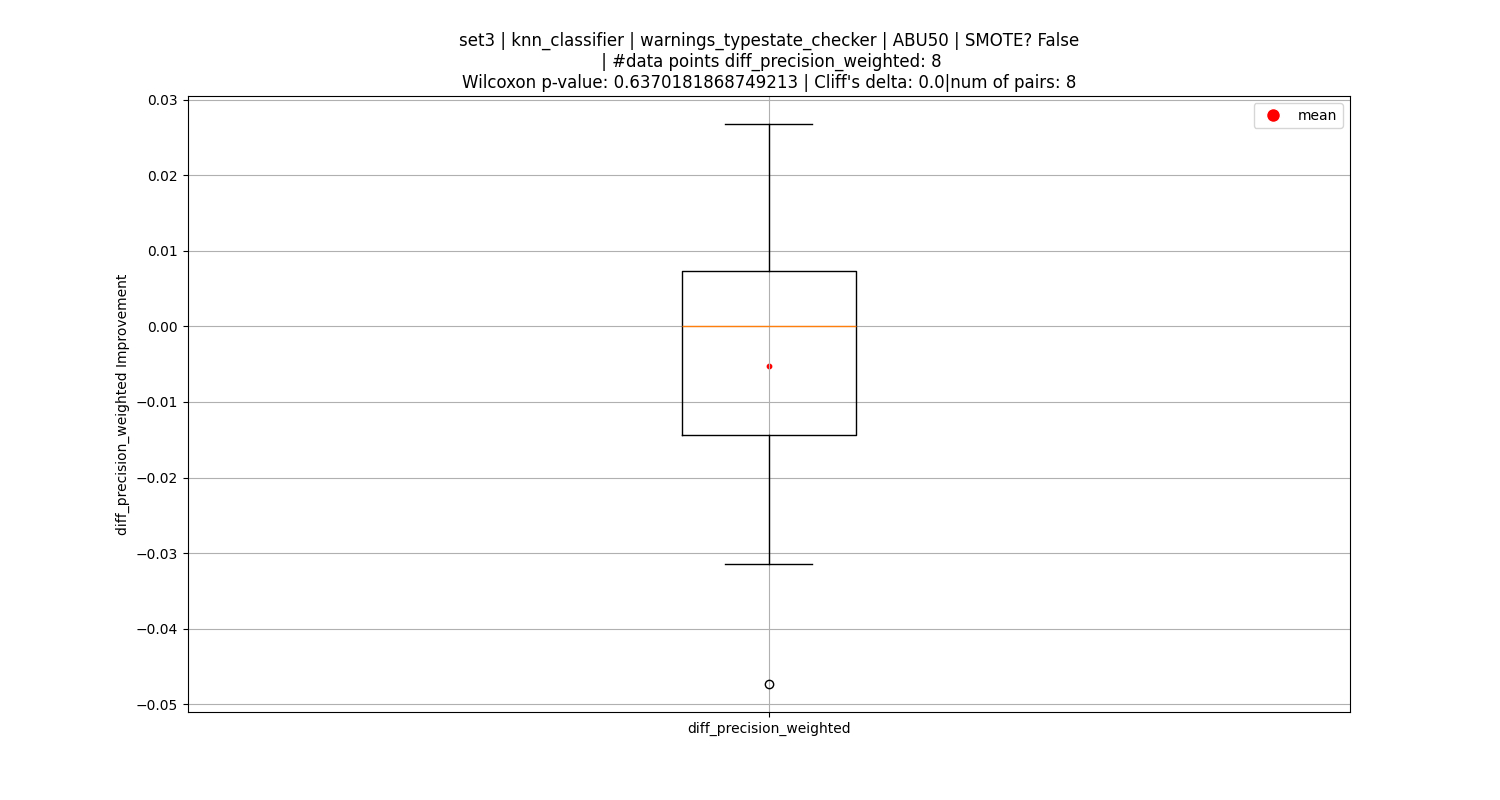 set3 | knn_classifier | warnings_typestate_checker | ABU50 | SMOTE? False
| #data points diff_precision_weighted: 8
Wilcoxon p-value: 0.6370181868749213 | Cliff's delta: 0.0|num of pairs: 8
mean
0.03
0.02
0.01
0.00
−0.01
−0.02
−0.03
−0.04
−0.05
diff_precision_weighted Improvement
diff_precision_weighted